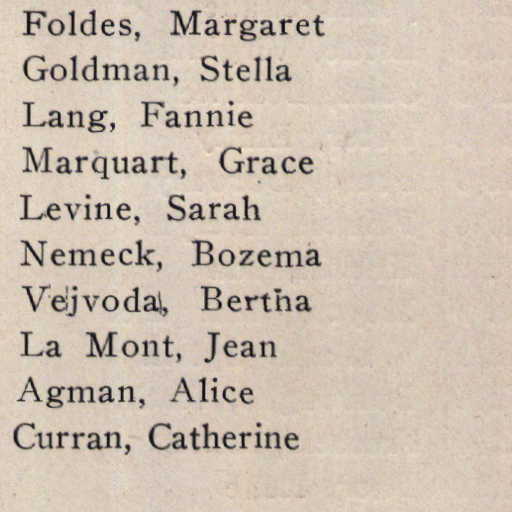 Foldes, Margaret
Goldman, Stella
Lang, Fannie
Marquart, Grace
Levine, Sarah
Nemeck, Bozema
Vejvoda, Bertha
La Mont, Jean
Agman, Alice
Curran, Catherine